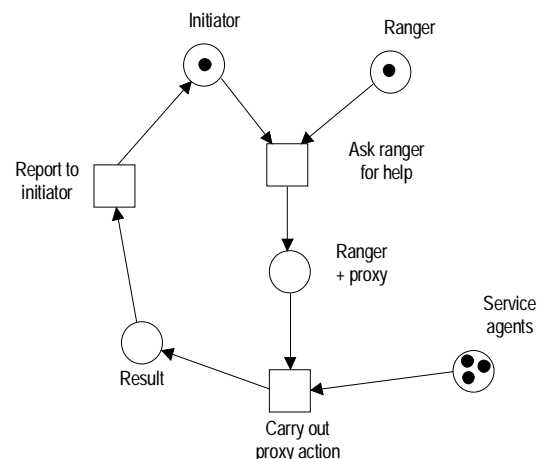 Initiator
Ranger
Report to
initiator
Ask ranger
for help
Ranger
+ proxy
Service
agents
Result
Carry out
proxy action